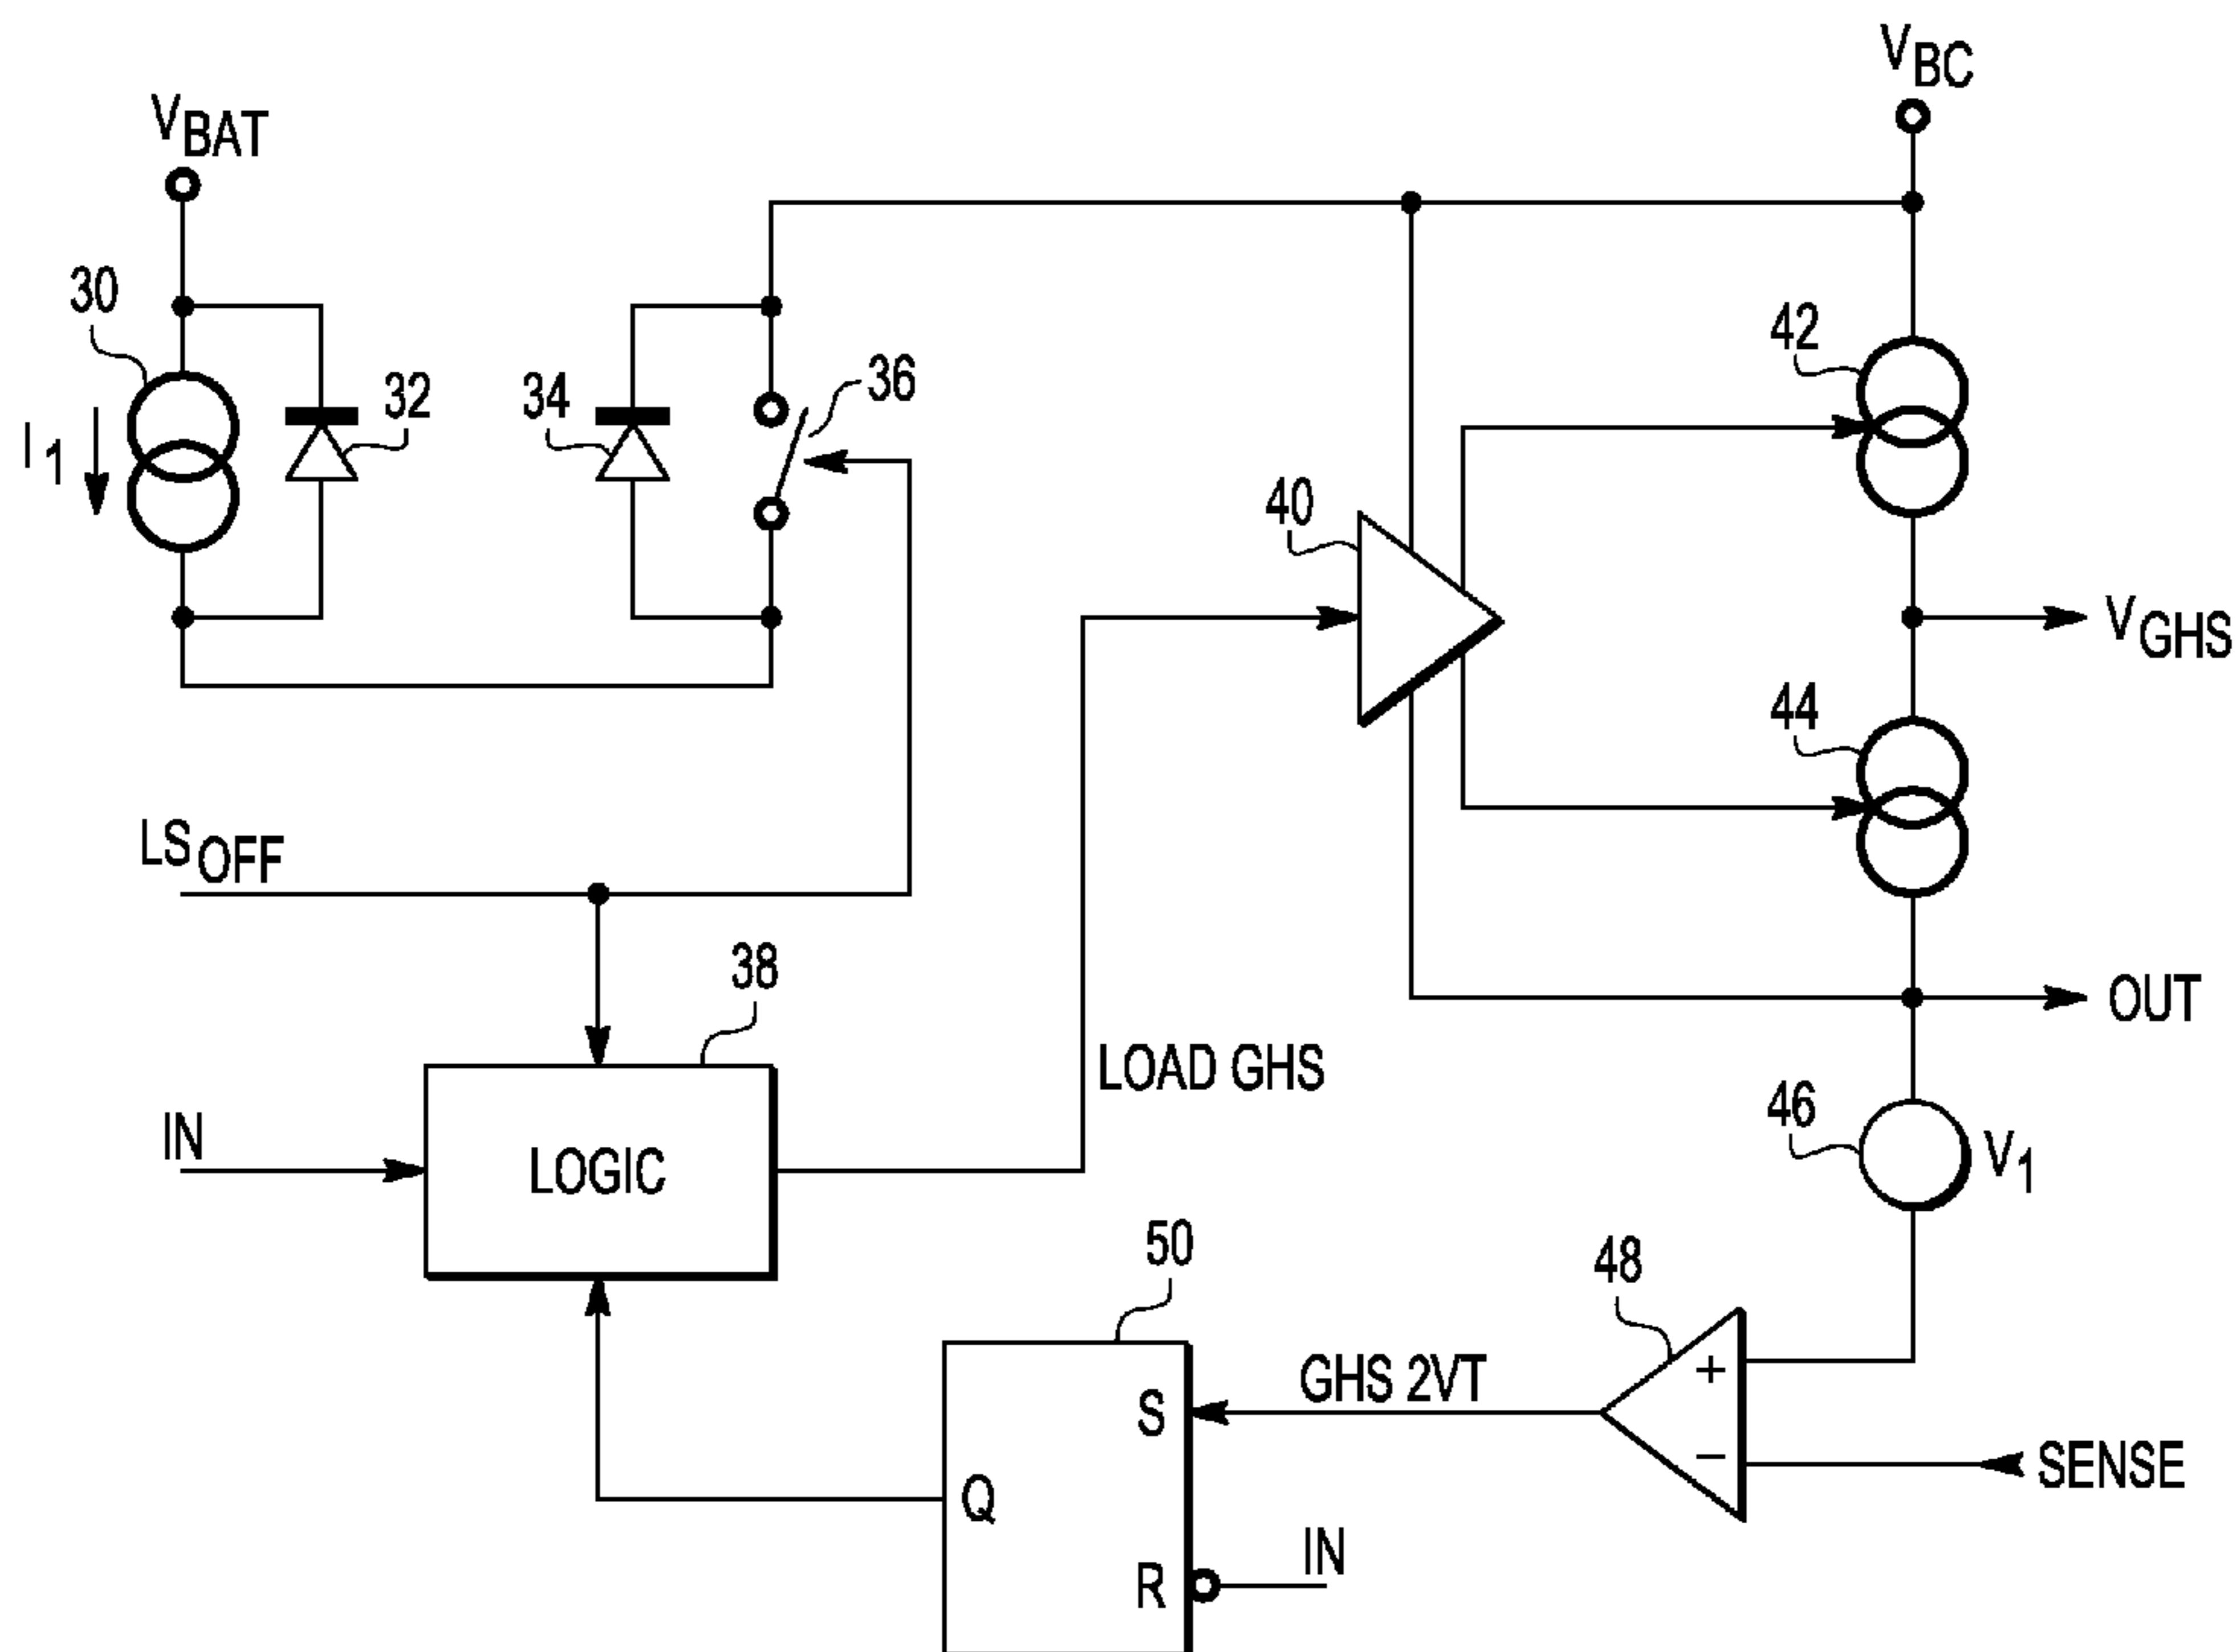 VBC
VBAT
30
I1
32
34
36
42
40
VGHS
44
LSOFF
38
OUT
LOAD GHS
46
V1
IN
LOGIC
50
48
GHS 2VT
S
+
−
SENSE
Q
IN
R